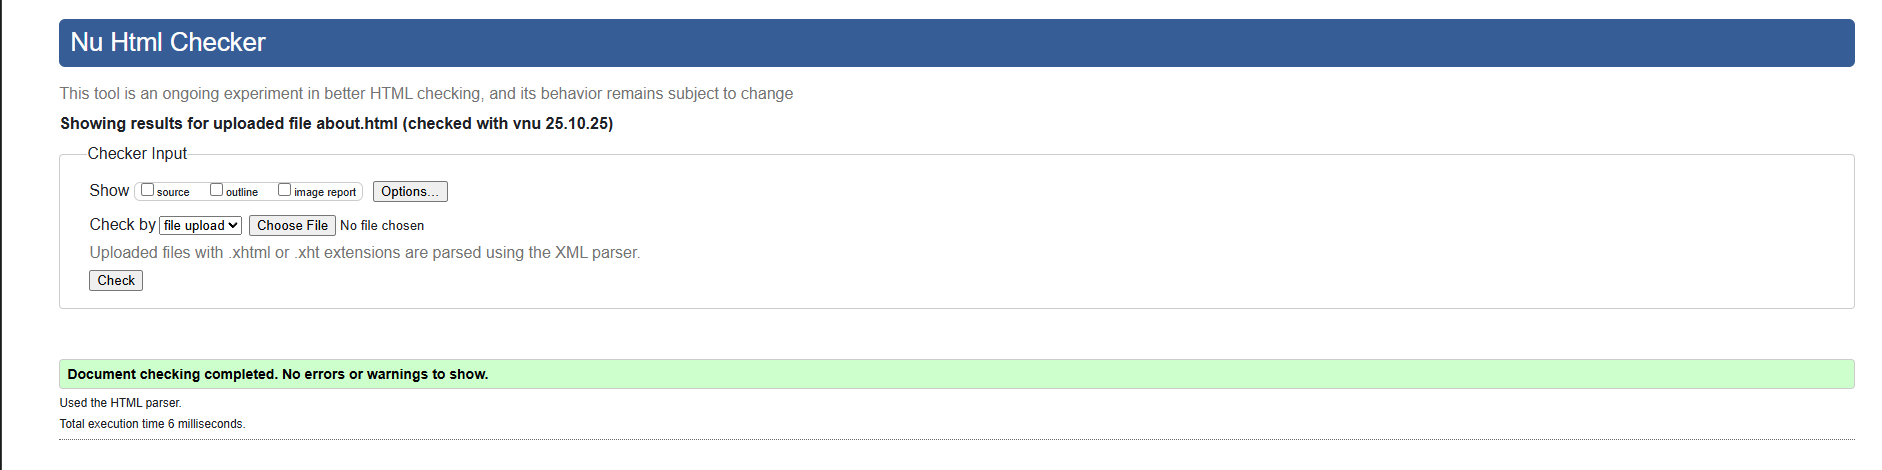 Nu Html Checker
This tool is an ongoing experiment in better HTML checking, and its behavior remains subject to change
Showing results for uploaded file about.html (checked with vnu 25.10.25)
Checker Input
Show source outline image report Options...
Check by file upload Choose File No file chosen
Uploaded files with .xhtml or .xht extensions are parsed using the XML parser.
Check
Document checking completed. No errors or warnings to show.
Used the HTML parser.
Total execution time 6 milliseconds.